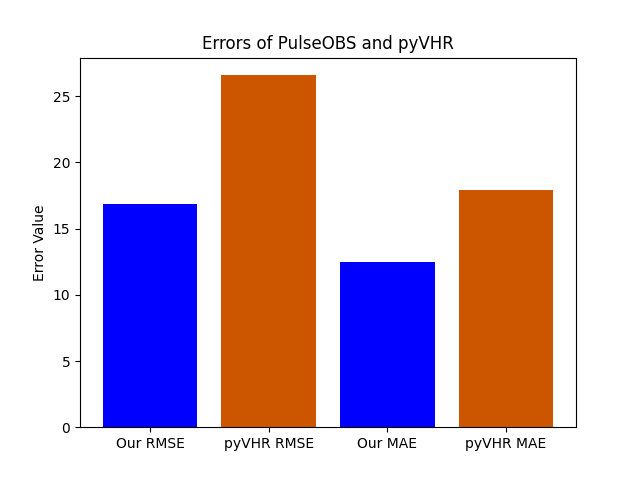 Errors of PulseOBS and pyVHR
Error Value
25
20
15
10
5
0
Our RMSE
pyVHR RMSE
Our MAE
pyVHR MAE